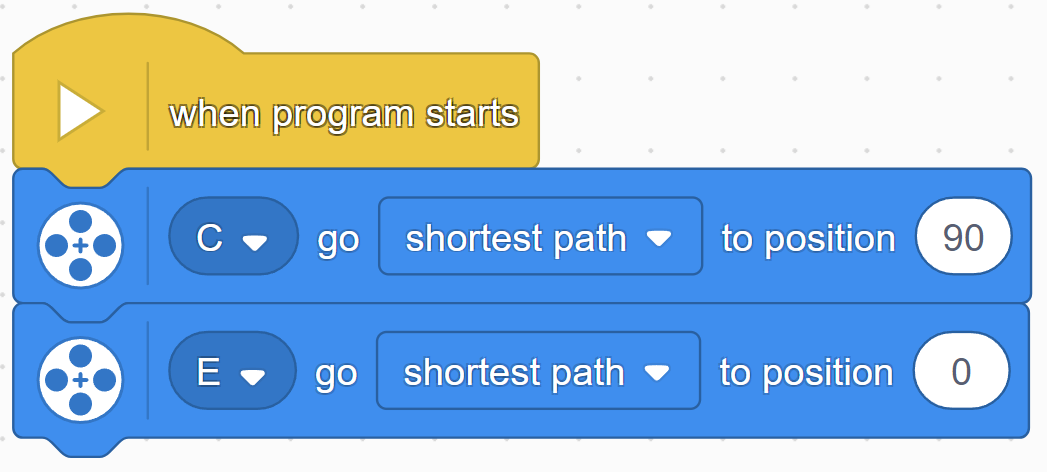 when program starts
C go shortest path to position 90
E go shortest path to position 0